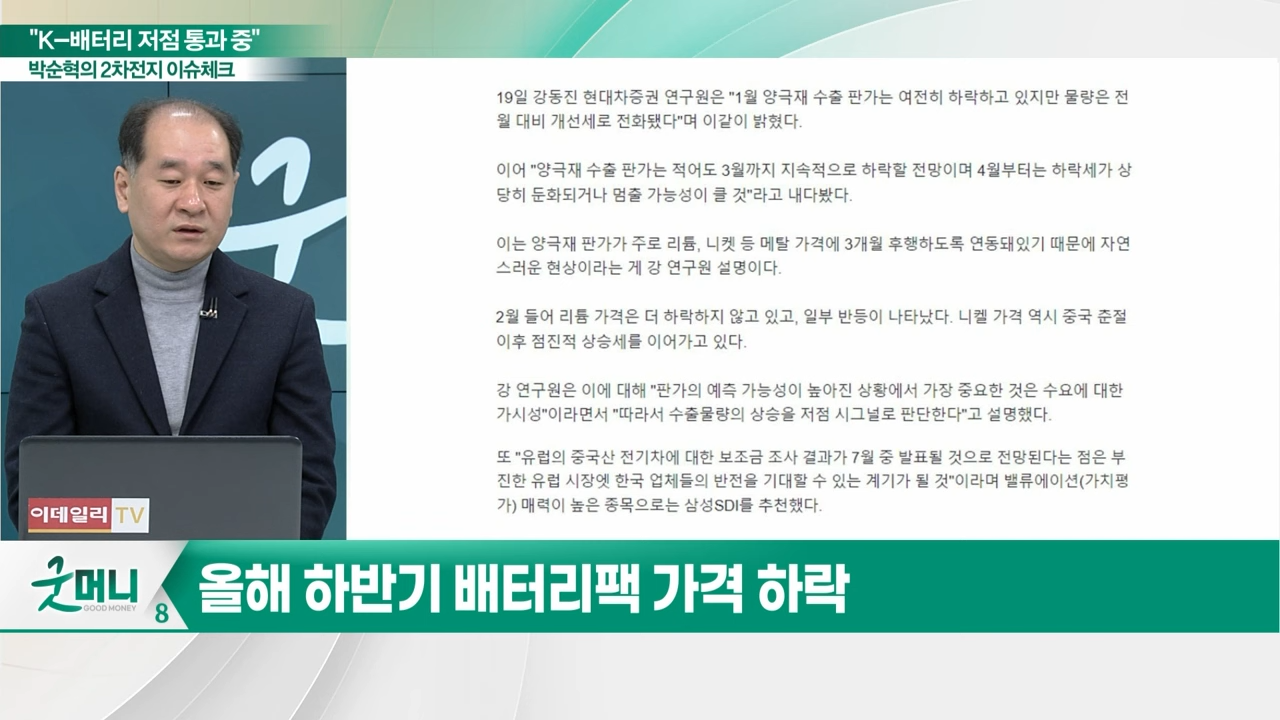 "K-배터리 저점 통과 중"
박순혁의 2차전지 이슈체크
19일 강동진 현대차증권 연구원은 "1월 양극재 수출 판가는 여전히 하락하고 있지만 물량은 전
월 대비 개선세로 전화됐다"며 이같이 밝혔다.
이어 "양극재 수출 판가는 적어도 3월까지 지속적으로 하락할 전망이며 4월부터는 하락세가 상
당히 둔화되거나 멈출 가능성이 클 것"라고 내다봤다.
이는 양극재 판가가 주로 리튬, 니켓 등 메탈 가격에 3개월 후행하도록 연동돼있기 때문에 자연
스러운 현상이라는 게 강 연구원 설명이다.
2월 들어 리튬 가격은 더 하락하지 않고 있고, 일부 반등이 나타났다. 니켈 가격 역시 중국 춘절
이후 점진적 상승세를 이어가고 있다.
강 연구원은 이에 대해 "판가의 예측 가능성이 높아진 상황에서 가장 중요한 것은 수요에 대한
가시성"이라면서 "따라서 수출물량의 상승을 저점 시그널로 판단한다"고 설명했다.
또 "유럽의 중국산 전기차에 대한 보조금 조사 결과가 7월 중 발표될 것으로 전망된다는 점은 부
진한 유럽 시장엣 한국 업체들의 반전을 기대할 수 있는 계기가 될 것"이라며 밸류에이션(가치평
가) 매력이 높은 종목으로는 삼성SDI를 추천했다.
이데일리 TV
굿머니
GOOD MONEY
8
올해 하반기 배터리팩 가격 하락